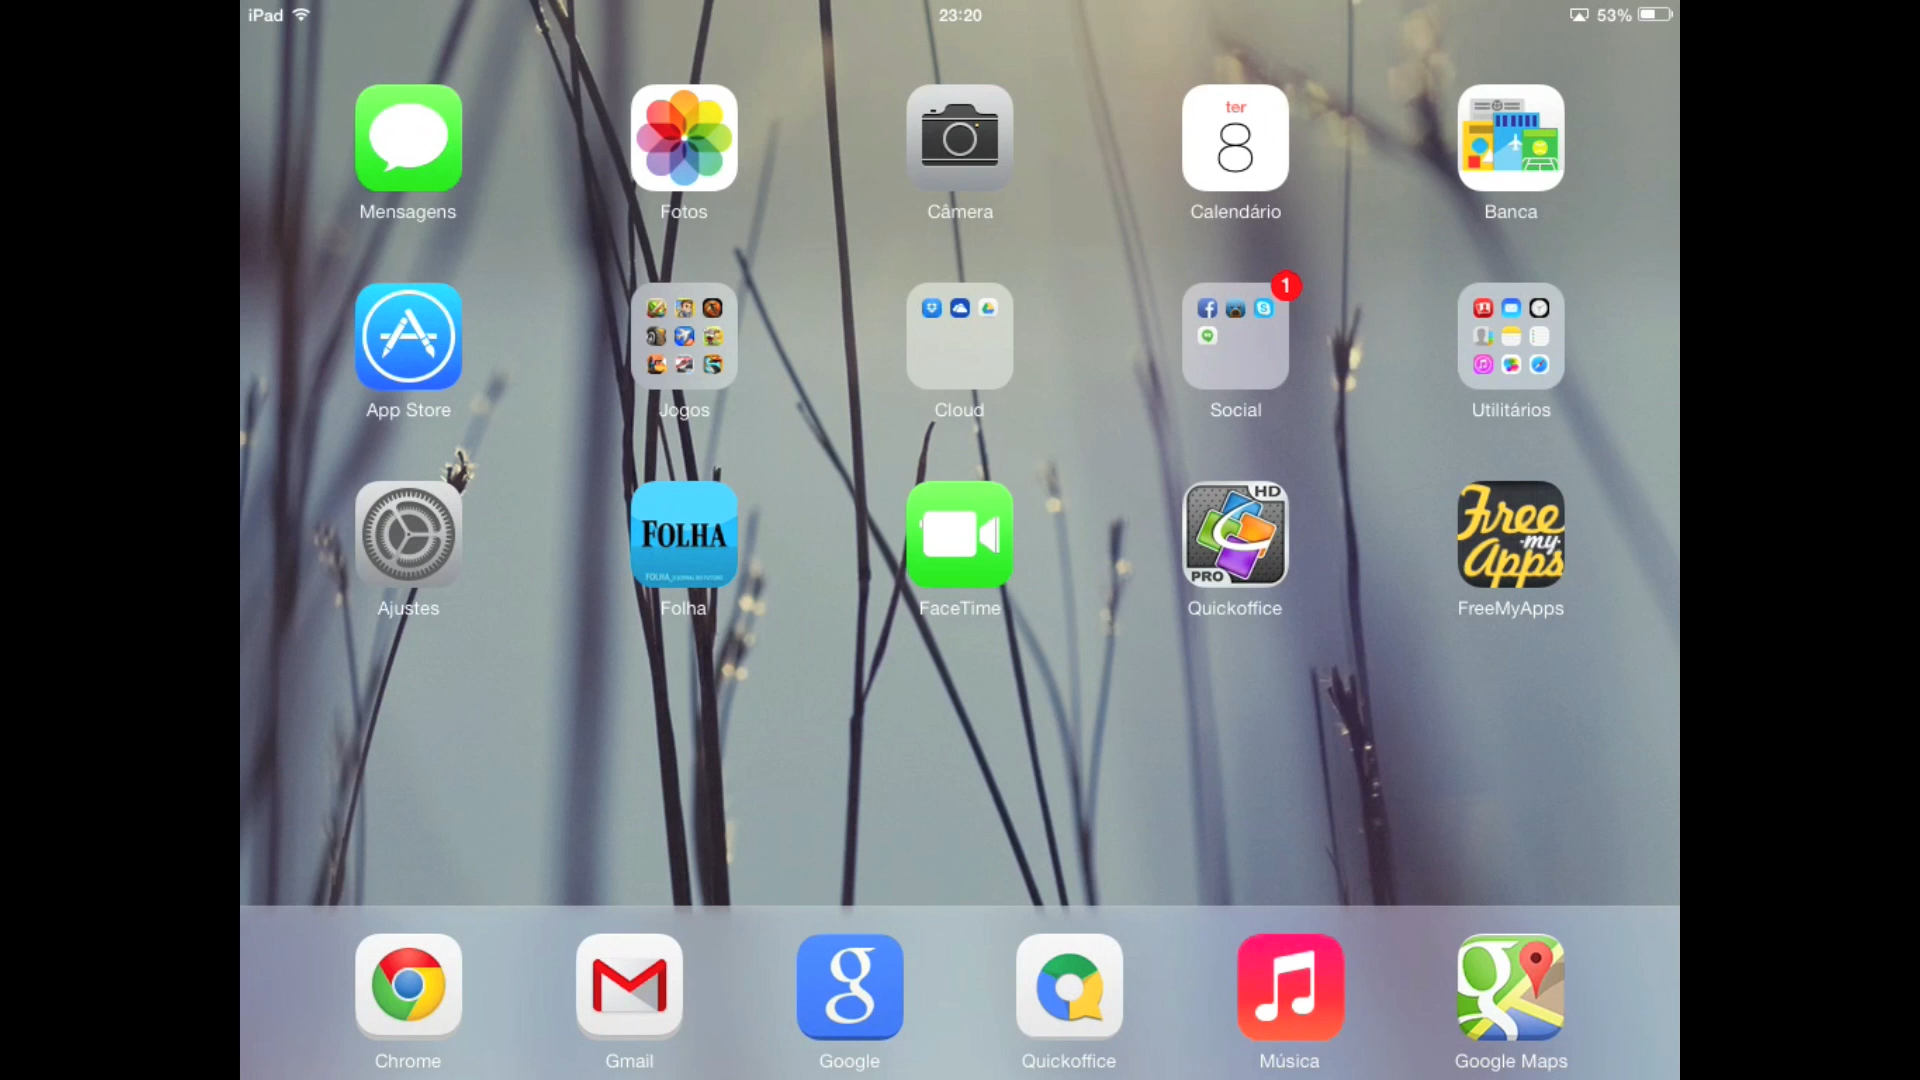 iPad 23:20 53%
ter
8
Mensagens Fotos Câmera Calendário Banca
1
App Store Jogos Cloud Social Utilitários
FOLHA
HD
PRO
Free
my
Apps
Ajustes Folha FaceTime Quickoffice FreeMyApps
g
g
Chrome Gmail Google Quickoffice Música Google Maps